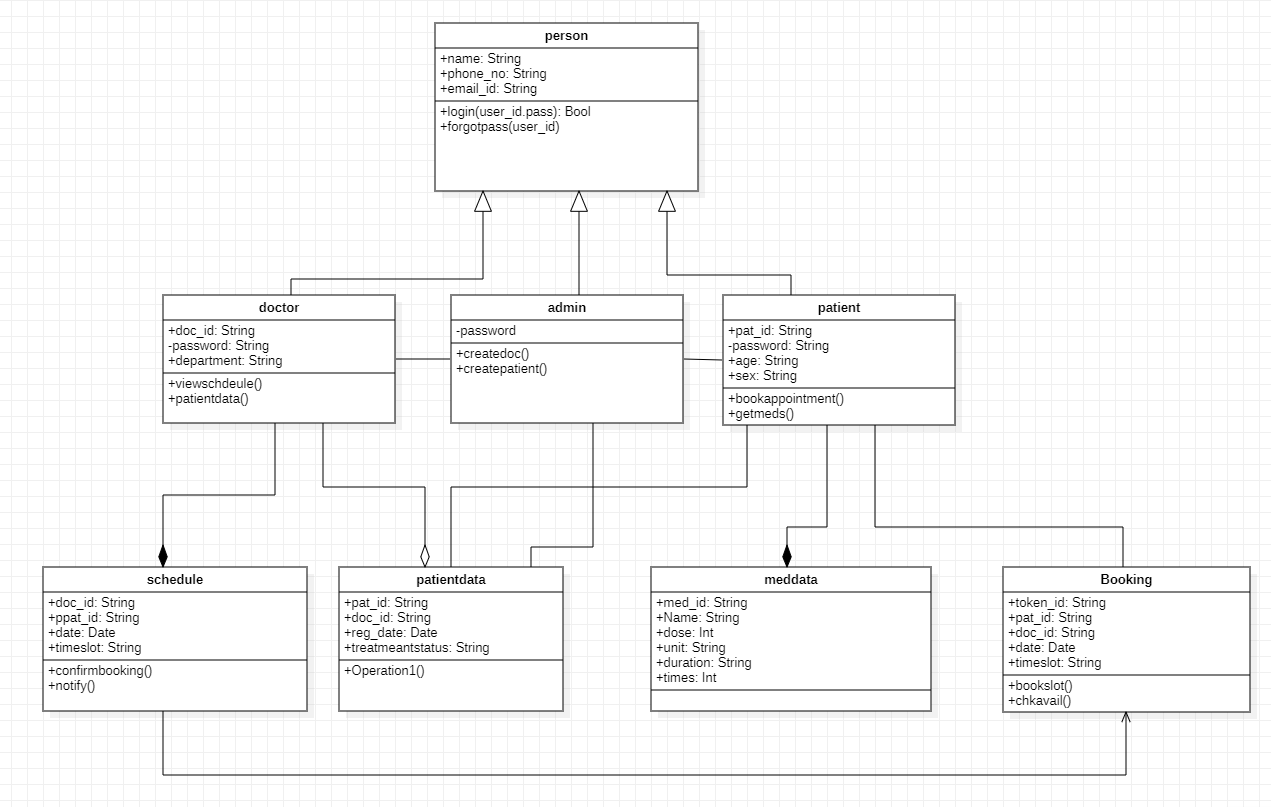 person
+name: String
+phone_no: String
+email_id: String
+login(user_id.pass): Bool
+forgotpass(user_id)
doctor
+doc_id: String
-password: String
+department: String
+viewschdeule()
+patientdata()
admin
-password
+createdoc()
+createpatient()
patient
+pat_id: String
-password: String
+age: String
+sex: String
+bookappointment()
+getmeds()
schedule
+doc_id: String
+ppat_id: String
+date: Date
+timeslot: String
+confirmbooking()
+notify()
patientdata
+pat_id: String
+doc_id: String
+reg_date: Date
+treatmeantstatus: String
+Operation1()
meddata
+med_id: String
+Name: String
+dose: Int
+unit: String
+duration: String
+times: Int
Booking
+token_id: String
+pat_id: String
+doc_id: String
+date: Date
+timeslot: String
+bookslot()
+chkavail()